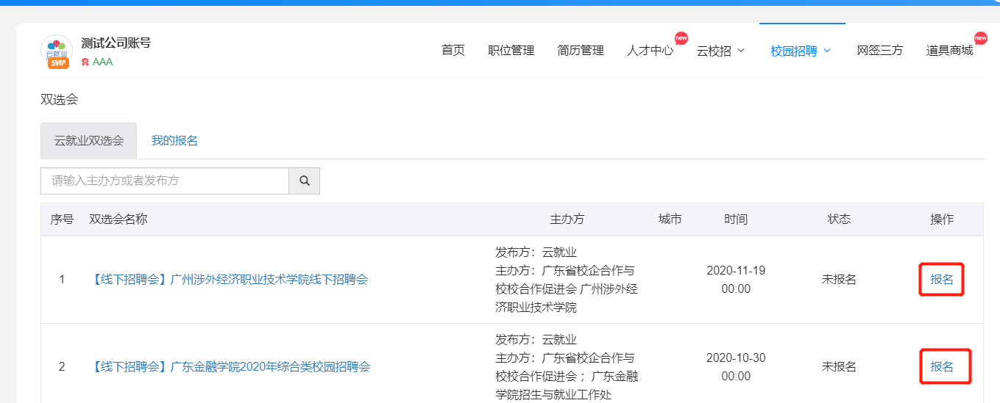 测试公司账号
云就业
SVIP
AAA
首页 职位管理 简历管理 人才中心 new 云校招 校园招聘 网签三方 道具商城 new
双选会
云就业双选会 我的报名
请输入主办方或者发布方
序号 双选会名称 主办方 城市 时间 状态 操作
1 【线下招聘会】广州涉外经济职业技术学院线下招聘会 发布方：云就业
主办方：广东省校企合作与
校校合作促进会 广州涉外经
济职业技术学院
2020-11-19
00:00
未报名
报名
2 【线下招聘会】广东金融学院2020年综合类校园招聘会 发布方：云就业
主办方：广东省校企合作与
校校合作促进会； 广东金融
学院招生与就业工作处
2020-10-30
00:00
未报名
报名